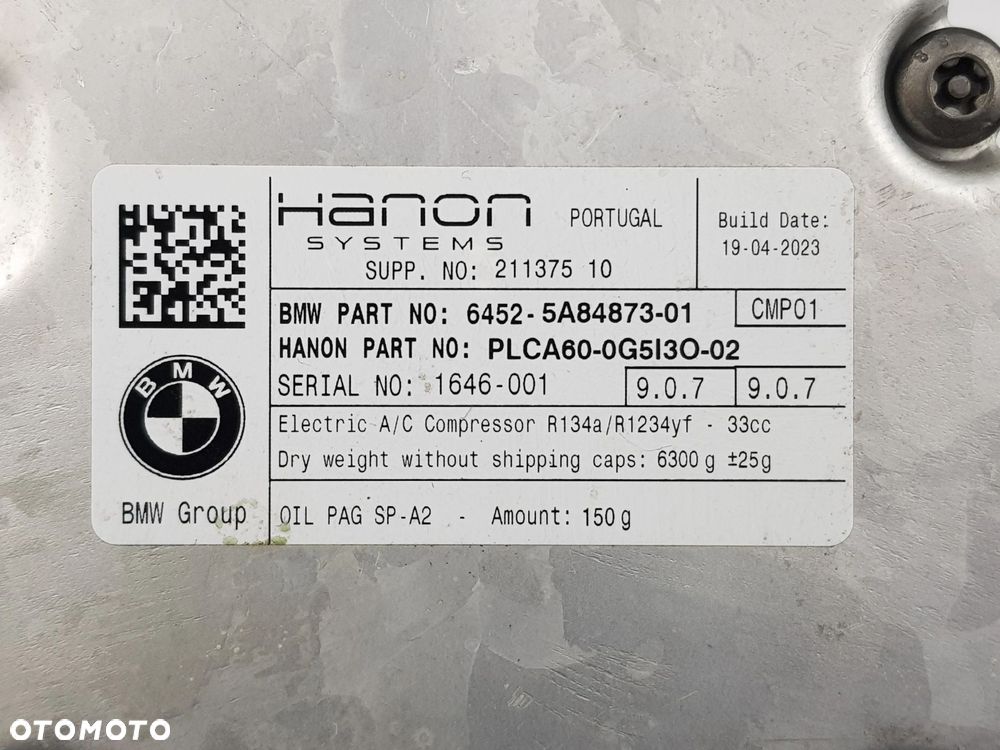 Hanon
SYSTEMS
PORTUGAL
SUPP. NO: 211375 10
Build Date:
19-04-2023
BMW PART NO: 6452-5A84873-01
CMP01
HANON PART NO: PLCA60-0G5I3O-02
SERIAL NO: 1646-001
9.0.7
9.0.7
Electric A/C Compressor R134a/R1234yf - 33cc
Dry weight without shipping caps: 6300 g ±25g
BMW
BMW Group
OIL PAG SP-A2 - Amount: 150 g
OTOMOTO